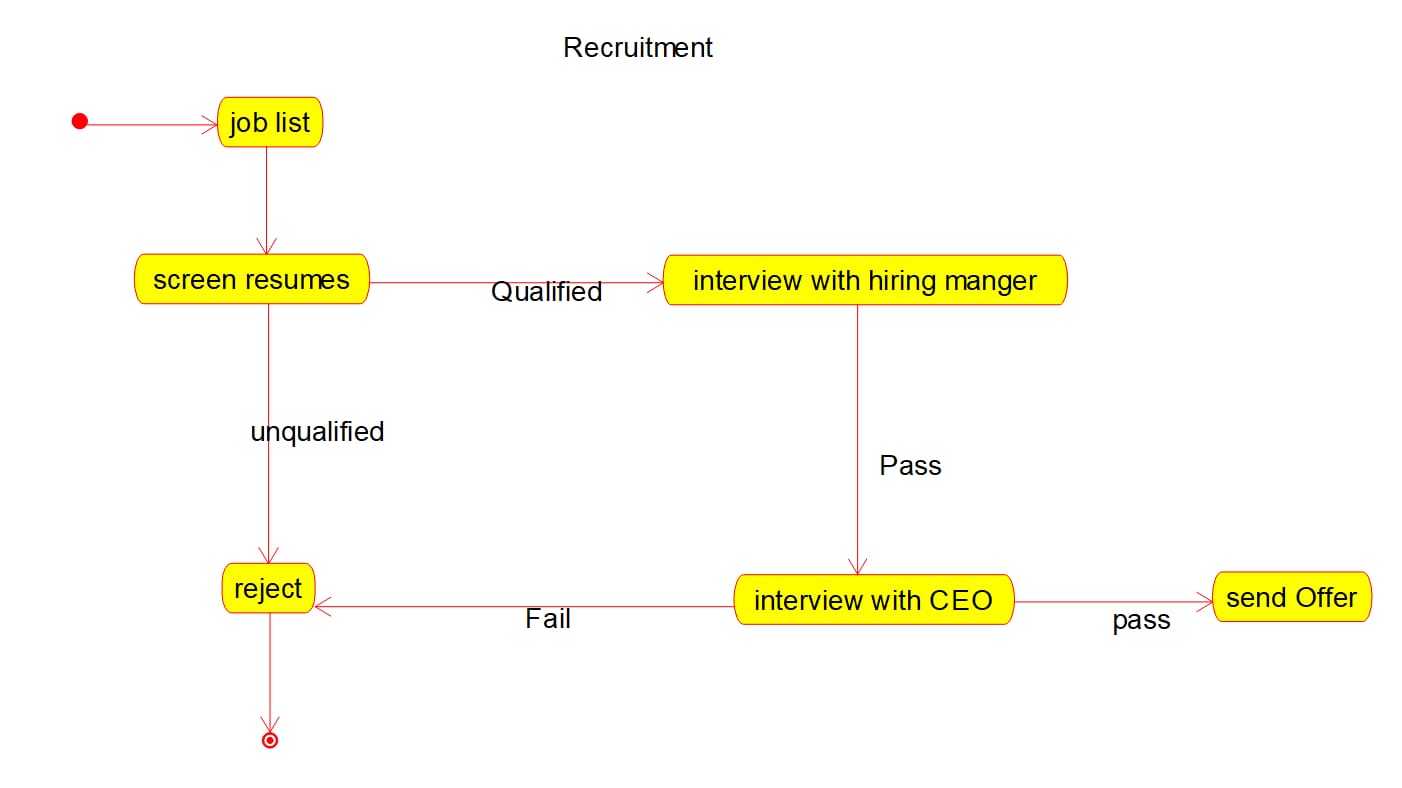 Recruitment
job list
screen resumes
Qualified
interview with hiring manger
unqualified
Pass
reject
Fail
interview with CEO
pass
send Offer